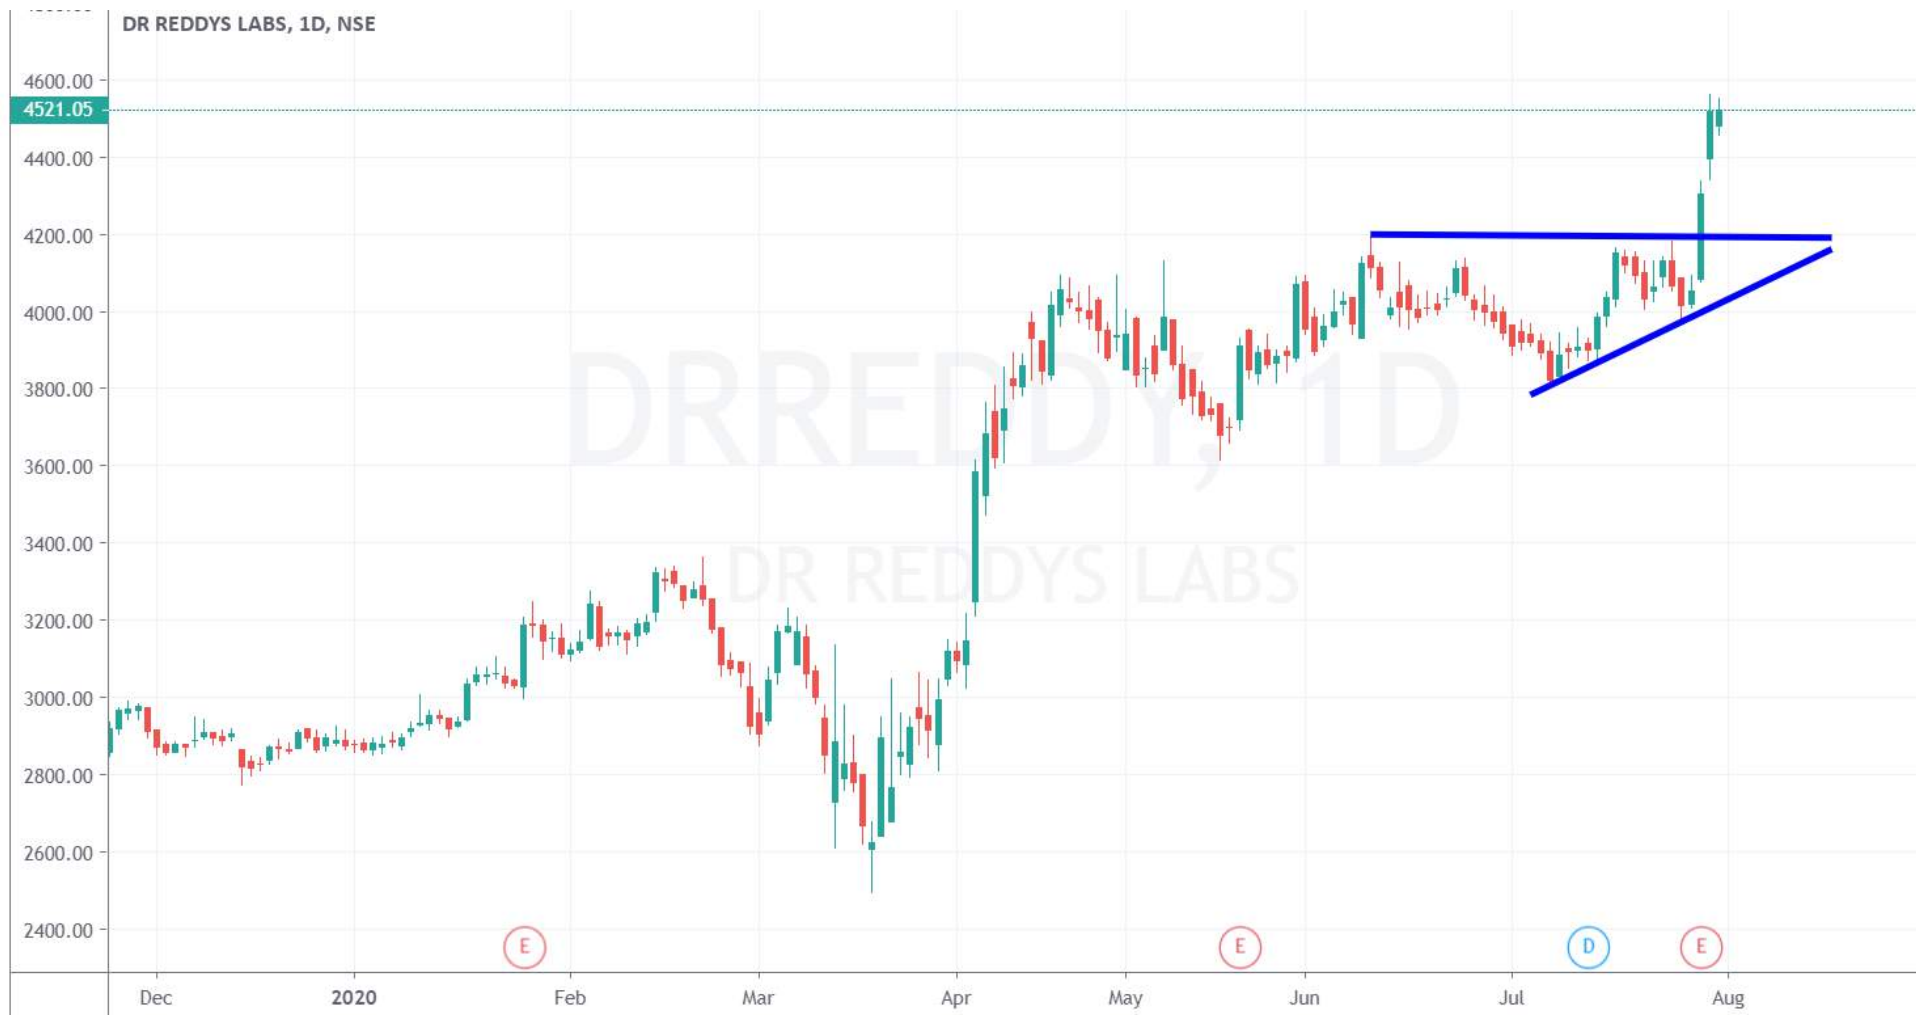 DR REDDYS LABS, 1D, NSE
4600.00
4521.05
4400.00
4200.00
4000.00
3800.00
3600.00
3400.00
3200.00
3000.00
2800.00
2600.00
2400.00
DRREDDY, 1D
DR REDDYS LABS
E E D E
Dec 2020 Feb Mar Apr May Jun Jul Aug